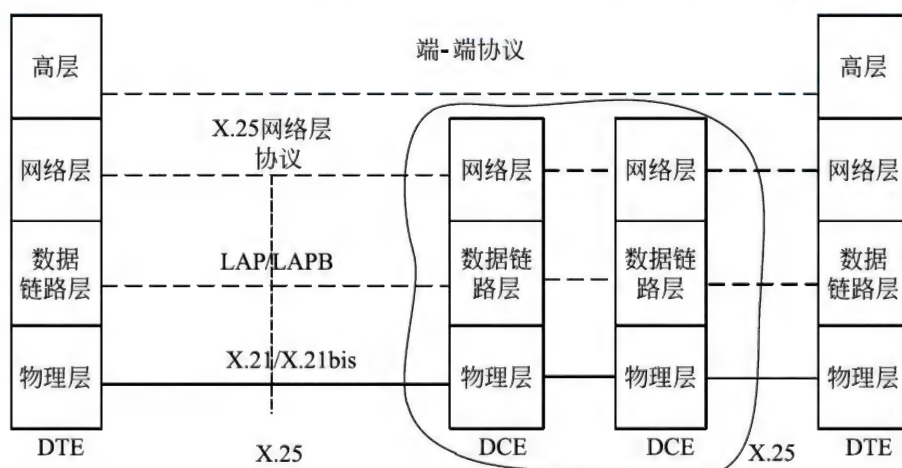 端-端协议
高层
高层
X.25网络层
协议
网络层
网络层
网络层
网络层
LAP/LAPB
数据
链路层
数据链
路层
数据链
路层
数据
链路层
X.21/X.21bis
物理层
物理层
物理层
物理层
DTE
X.25
DCE
DCE
X.25
DTE